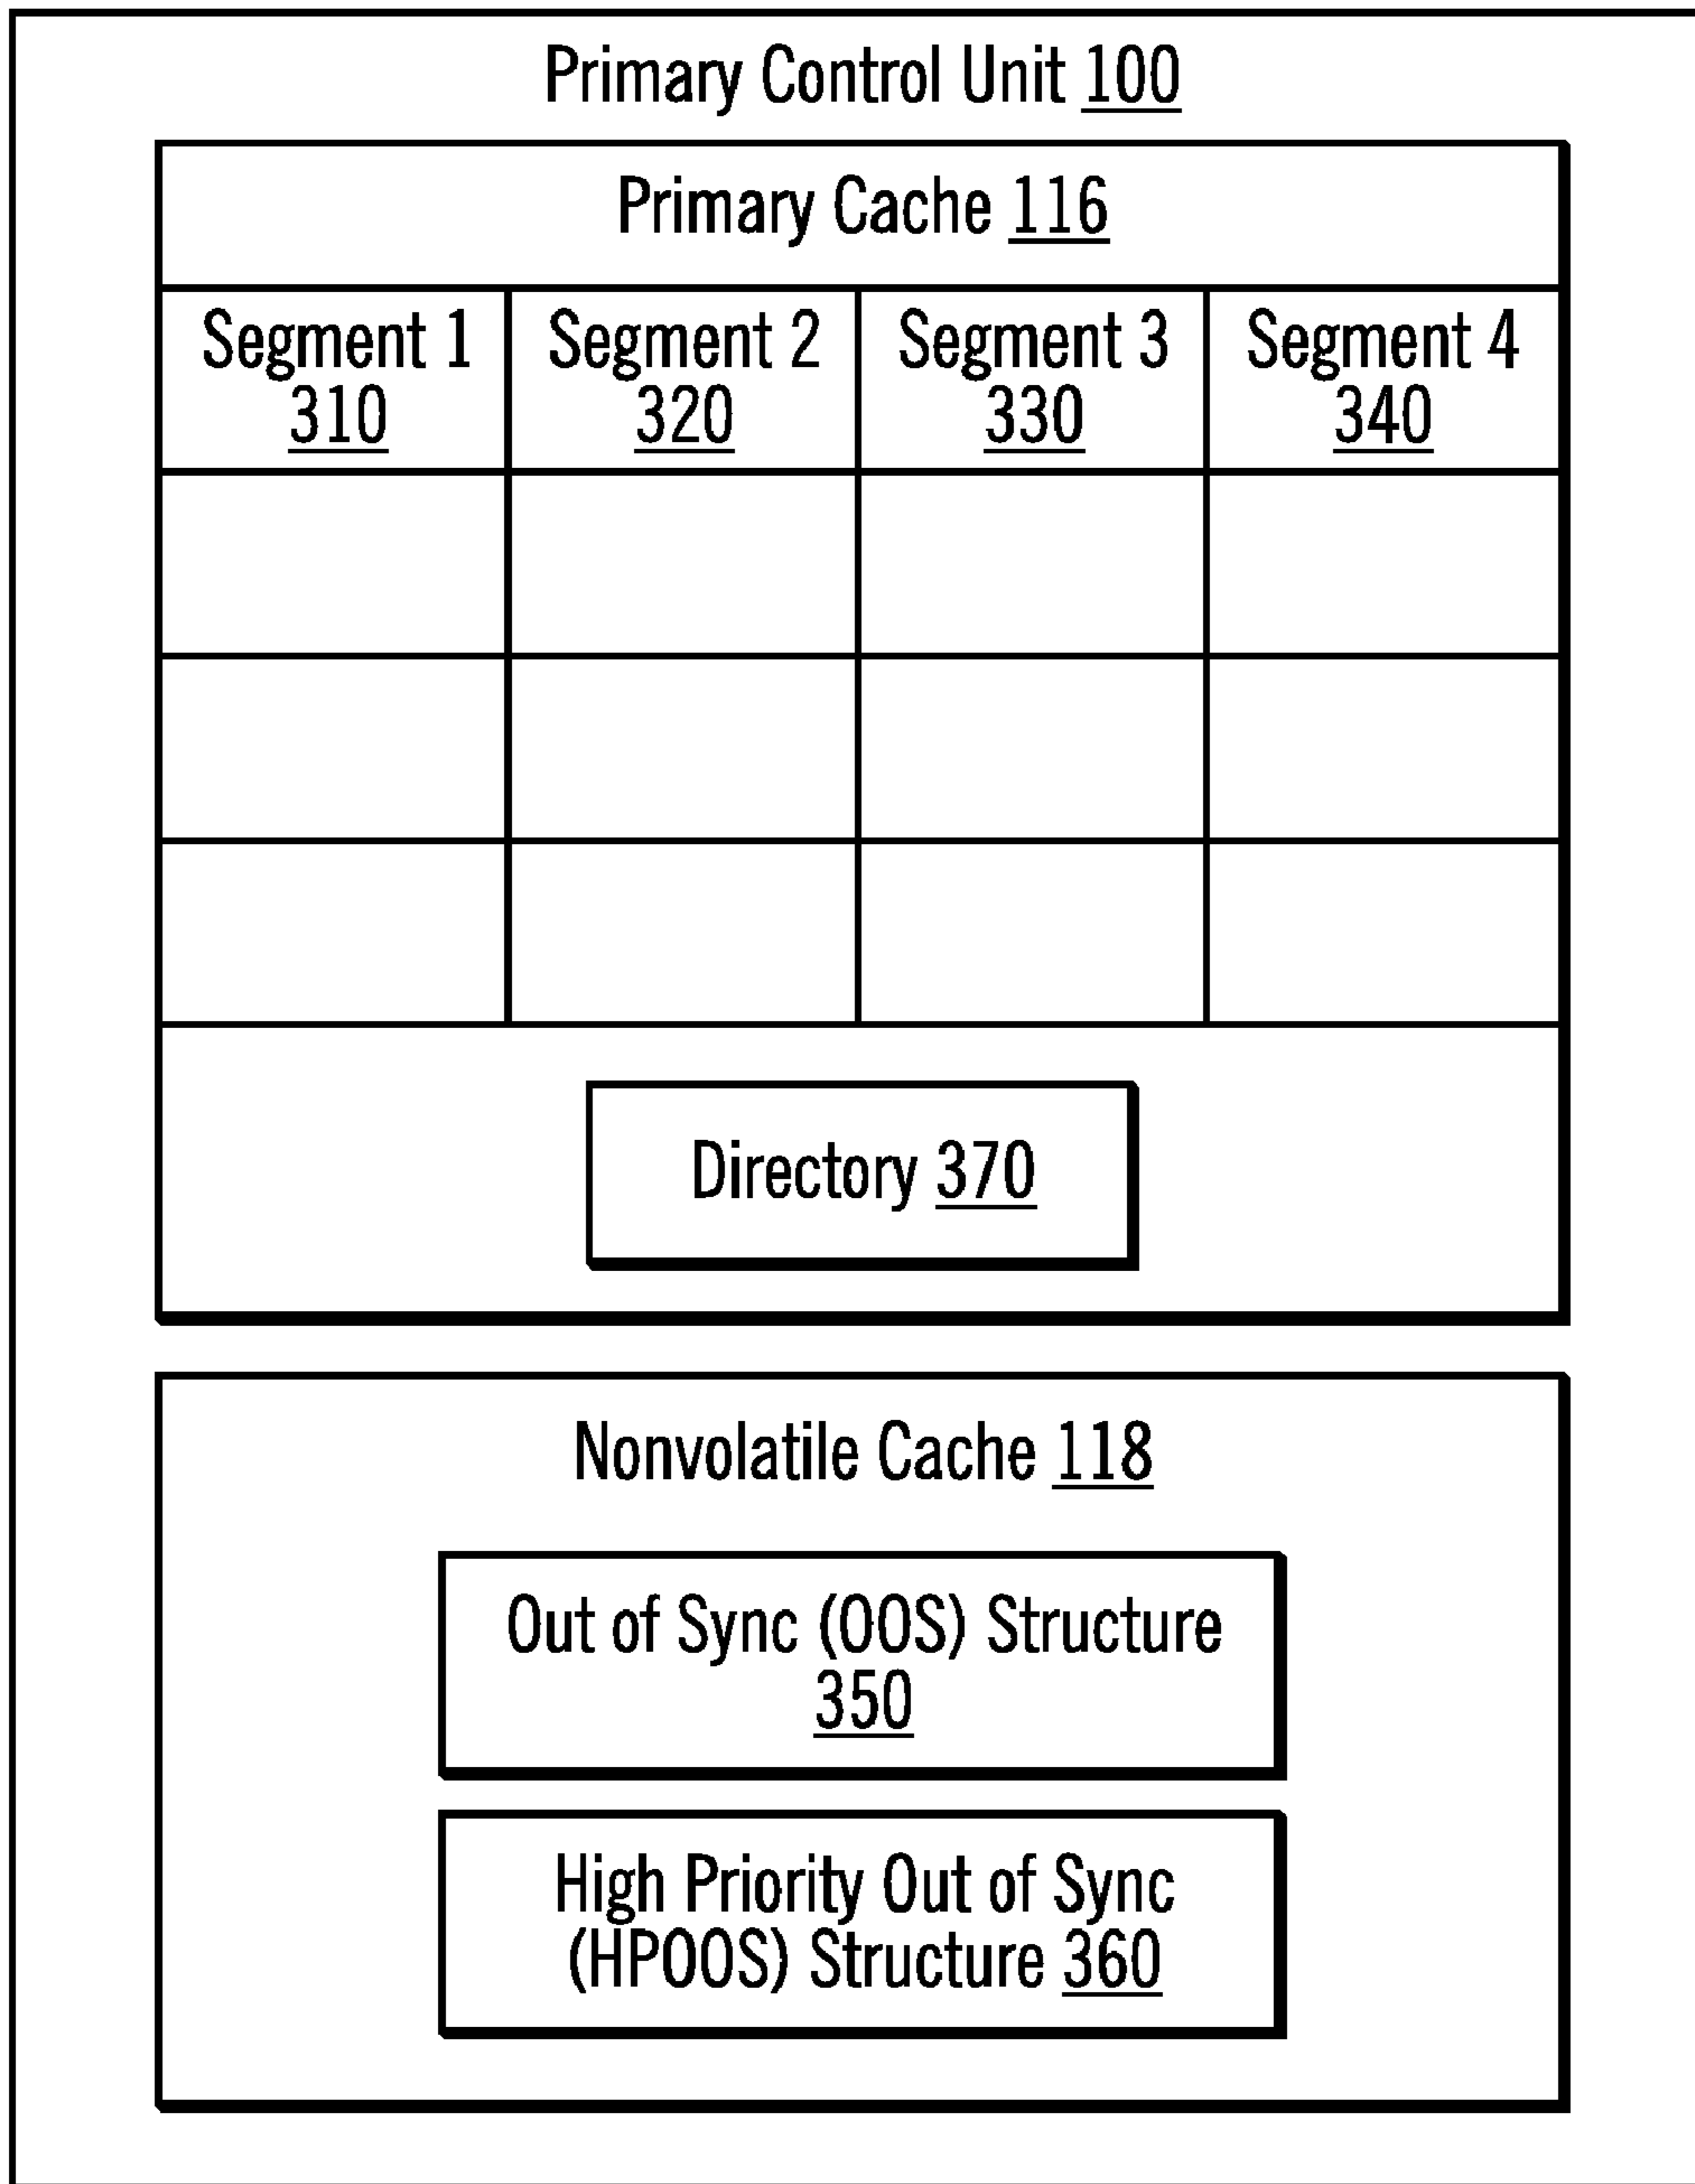 Primary Control Unit 100
Primary Cache 116
Segment 1
310
Segment 2
320
Segment 3
330
Segment 4
340
Directory 370
Nonvolatile Cache 118
Out of Sync (OOS) Structure
350
High Priority Out of Sync
(HPOOS) Structure 360